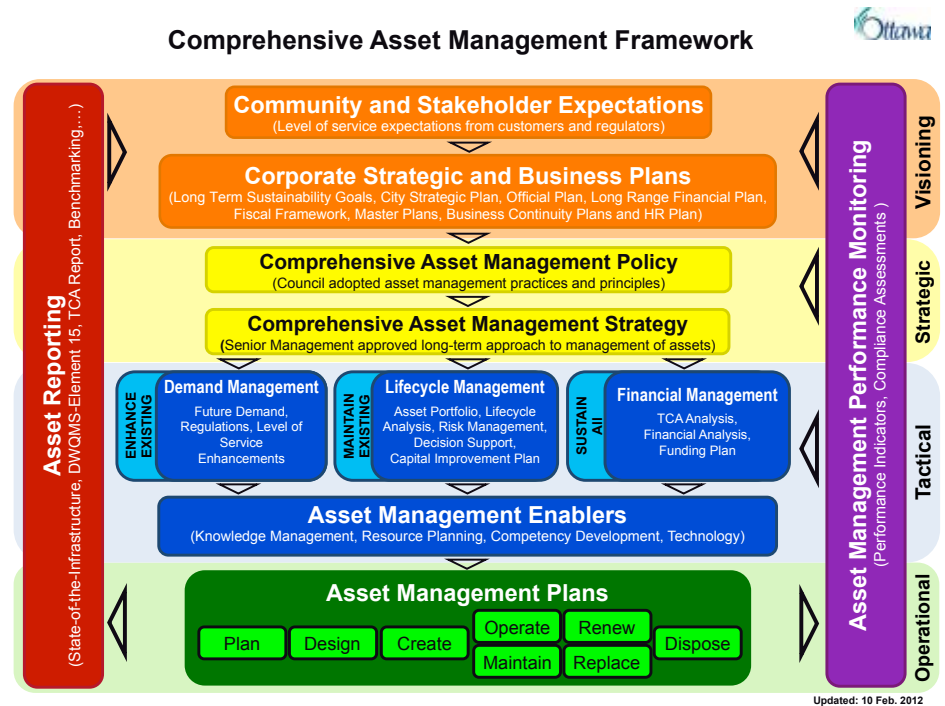 Comprehensive Asset Management Framework
Ottawa
Asset Reporting
(State-of-the-Infrastructure, DWQMS-Element 15, TCA Report, Benchmarking,…)
Community and Stakeholder Expectations
(Level of service expectations from customers and regulators)
Corporate Strategic and Business Plans
(Long Term Sustainability Goals, City Strategic Plan, Official Plan, Long Range Financial Plan,
Fiscal Framework, Master Plans, Business Continuity Plans and HR Plan)
Comprehensive Asset Management Policy
(Council adopted asset management practices and principles)
Comprehensive Asset Management Strategy
(Senior Management approved long-term approach to management of assets)
ENHANCE
EXISTING
Demand Management
Future Demand,
Regulations, Level of
Service
Enhancements
MAINTAIN
EXISTING
Lifecycle Management
Asset Portfolio, Lifecycle
Analysis, Risk Management,
Decision Support,
Capital Improvement Plan
SUSTAIN
All
Financial Management
TCA Analysis,
Financial Analysis,
Funding Plan
Asset Management Enablers
(Knowledge Management, Resource Planning, Competency Development, Technology)
Asset Management Plans
Plan
Design
Create
Operate
Maintain
Renew
Replace
Dispose
Asset Management Performance Monitoring
(Performance Indicators, Compliance Assessments )
Visioning
Strategic
Tactical
Operational
Updated: 10 Feb. 2012